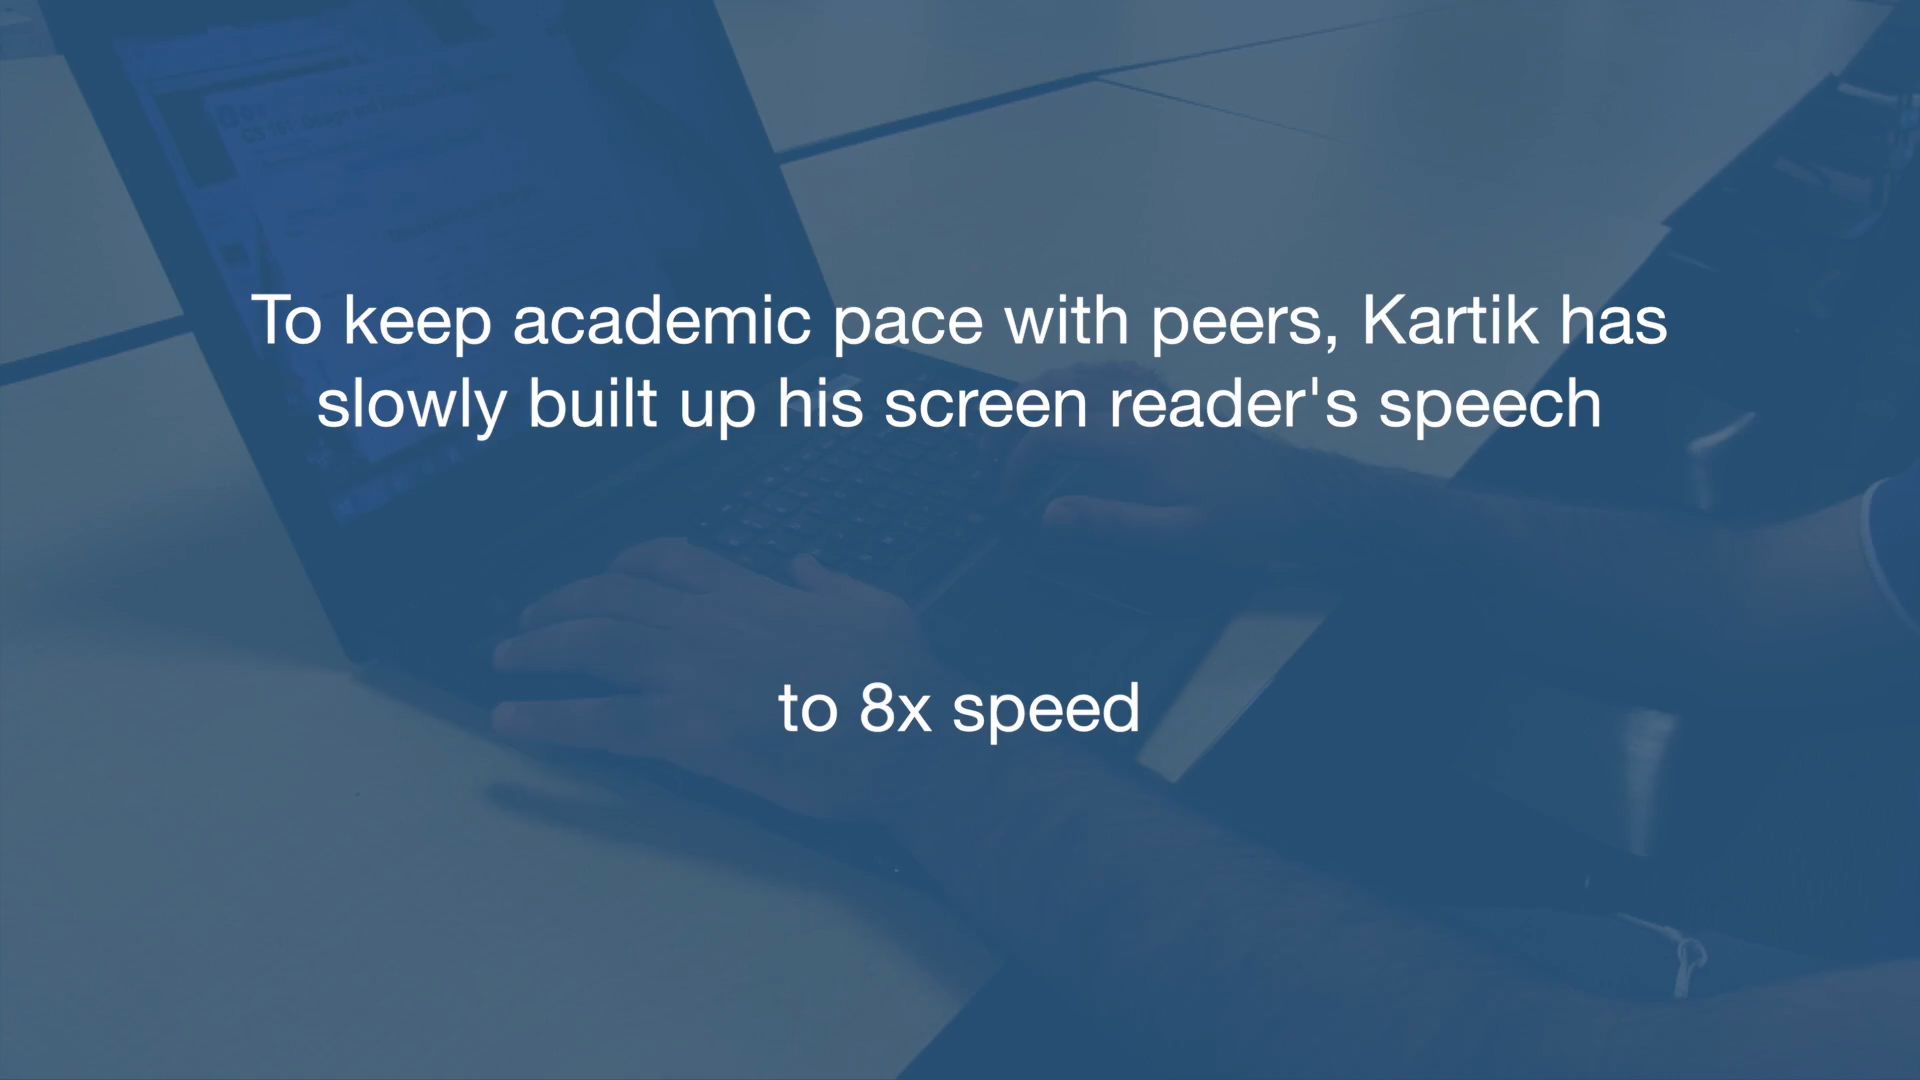 To keep academic pace with peers, Kartik has
slowly built up his screen reader's speech
to 8x speed